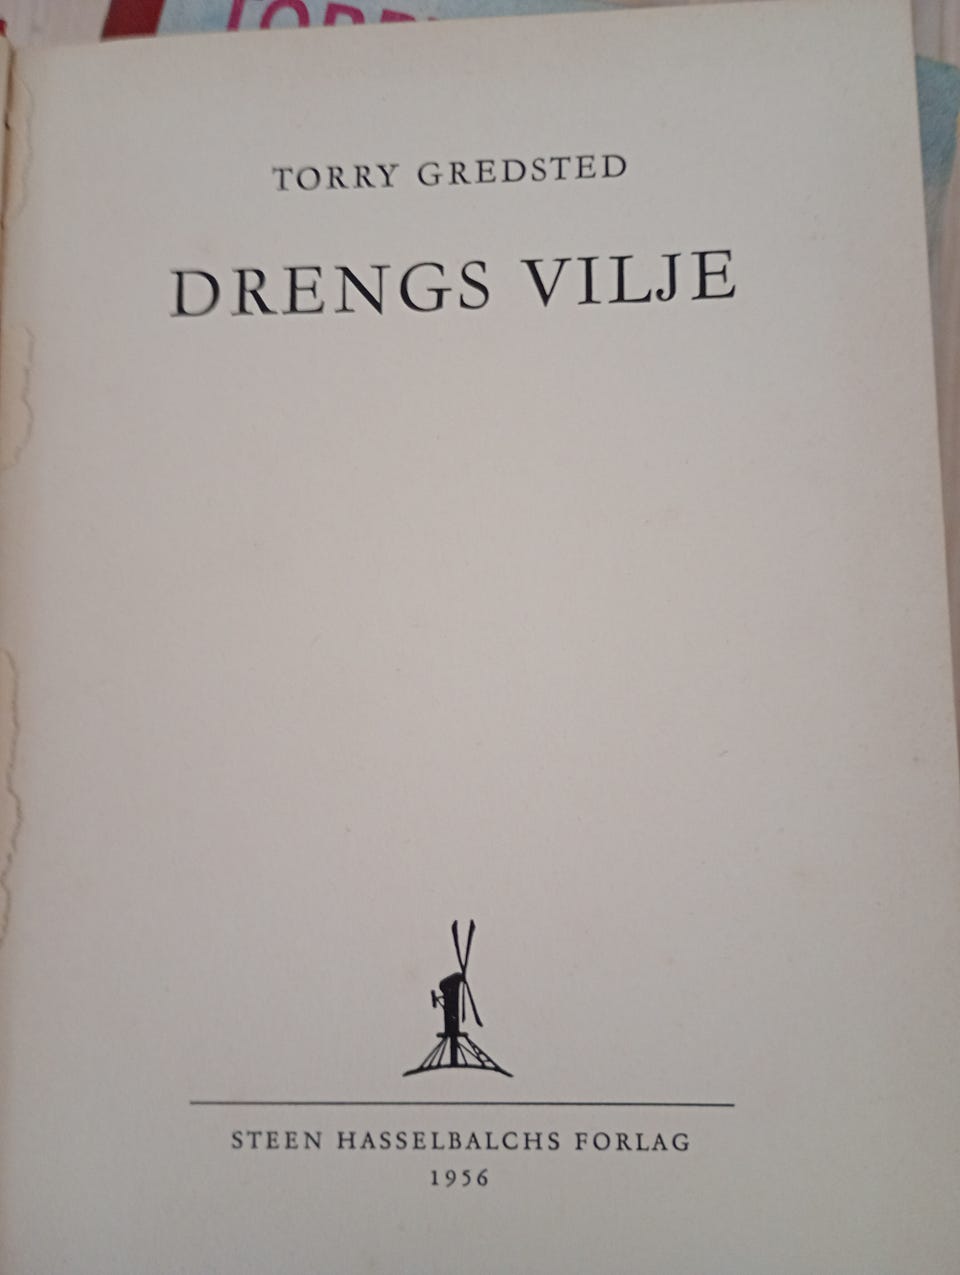 TORRY GREDSTED
DRENGS VILJE
STEEN HASSELBALCHS FORLAG
1956